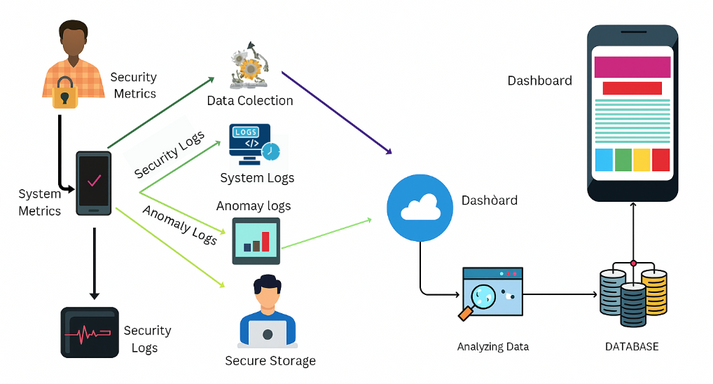 Security
Metrics
Data Colection
Dashboard
Security Logs
LOGS
System Logs
System
Metrics
Anomaly Logs
Anomay logs
Dashòard
Security
Logs
Secure Storage
Analyzing Data
DATABASE